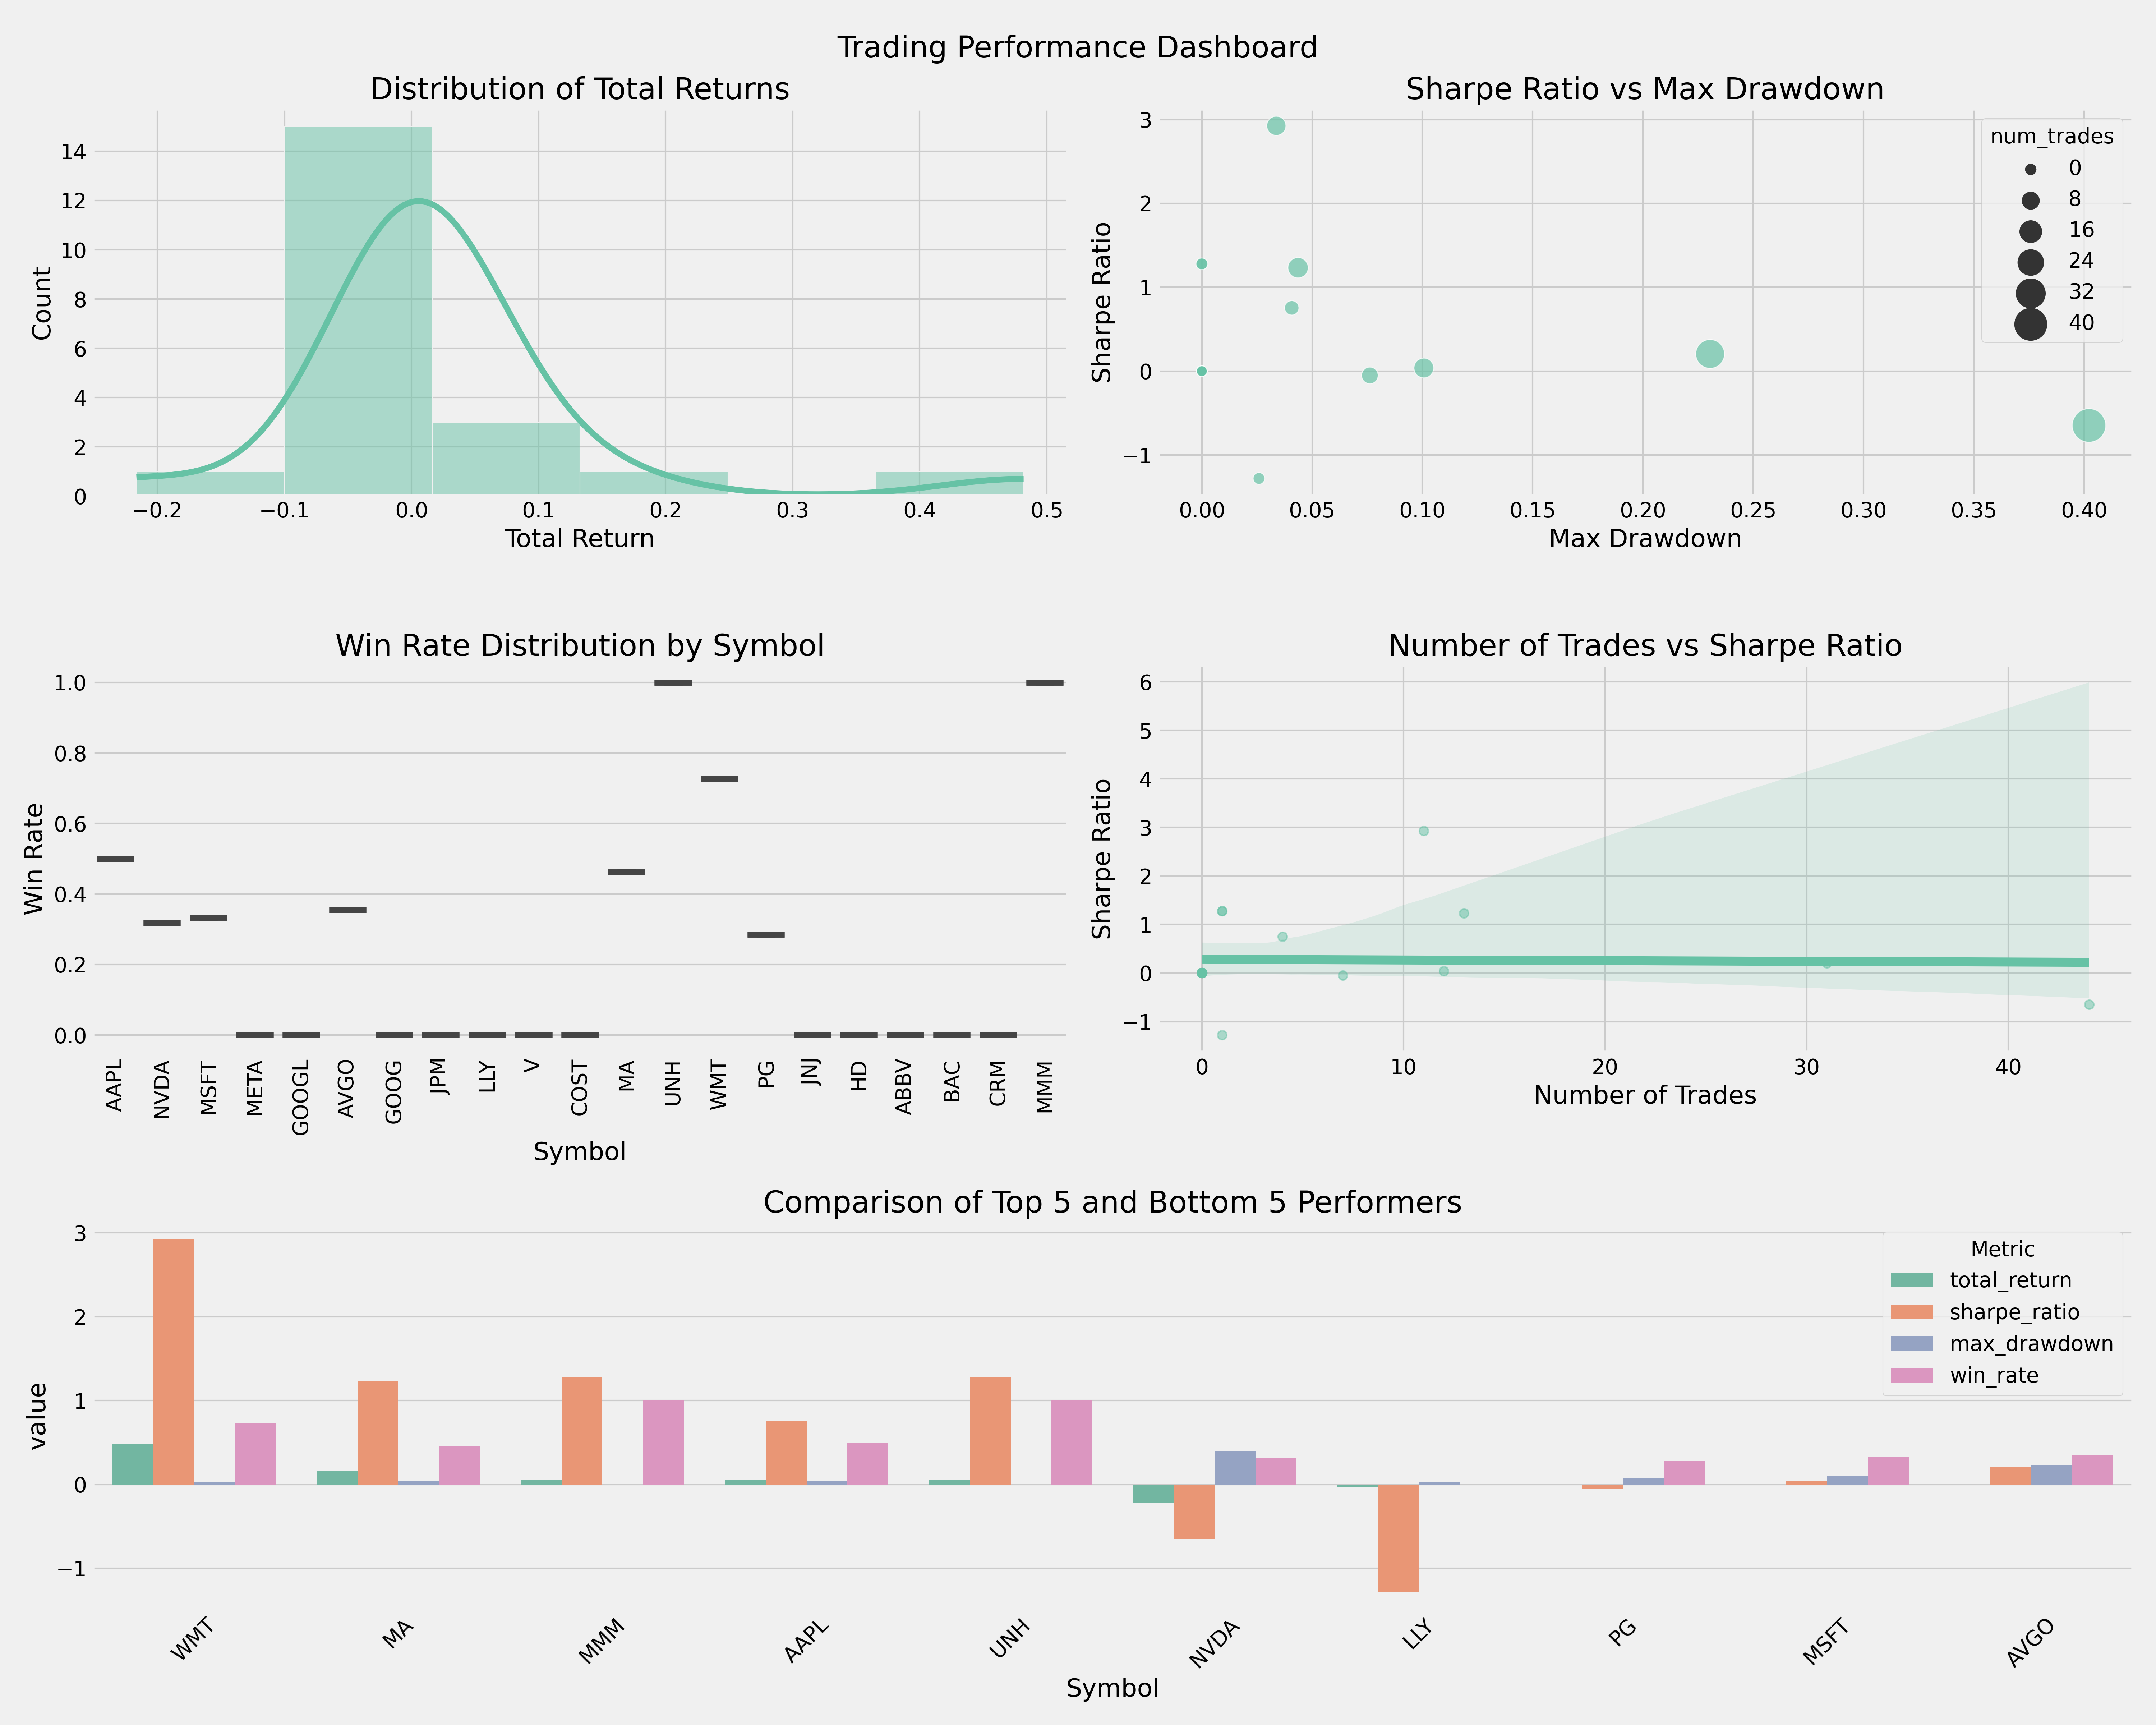 Trading Performance Dashboard
Distribution of Total Returns
Count
14
12
10
8
6
4
2
0
−0.2 −0.1 0.0 0.1 0.2 0.3 0.4 0.5
Total Return
Sharpe Ratio vs Max Drawdown
Sharpe Ratio
3
2
1
0
−1
num_trades
0
8
16
24
32
40
0.00 0.05 0.10 0.15 0.20 0.25 0.30 0.35 0.40
Max Drawdown
Win Rate Distribution by Symbol
Win Rate
1.0
0.8
0.6
0.4
0.2
0.0
AAPL NVDA MSFT META GOOGL AVGO GOOG JPM LLY V COST MA UNH WMT PG JNJ HD ABBV BAC CRM MMM
Symbol
Number of Trades vs Sharpe Ratio
Sharpe Ratio
6
5
4
3
2
1
0
−1
0 10 20 30 40
Number of Trades
Comparison of Top 5 and Bottom 5 Performers
value
3
2
1
0
−1
Metric
total_return
sharpe_ratio
max_drawdown
win_rate
WMT MA MMM AAPL UNH NVDA LLY PG MSFT AVGO
Symbol